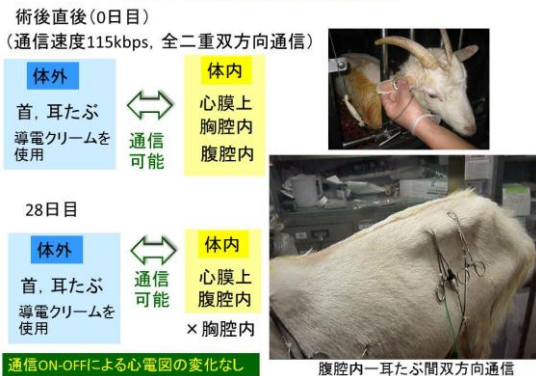 術後直後(0日目)
(通信速度115kbps, 全二重双方向通信)
体外
首, 耳たぶ
導電クリームを
使用
通信
可能
体内
心膜上
胸腔内
腹腔内
28日目
体外
首, 耳たぶ
導電クリームを
使用
通信
可能
体内
心膜上
腹腔内
×胸腔内
通信ON-OFFによる心電図の変化なし
腹腔内ー耳たぶ間双方向通信